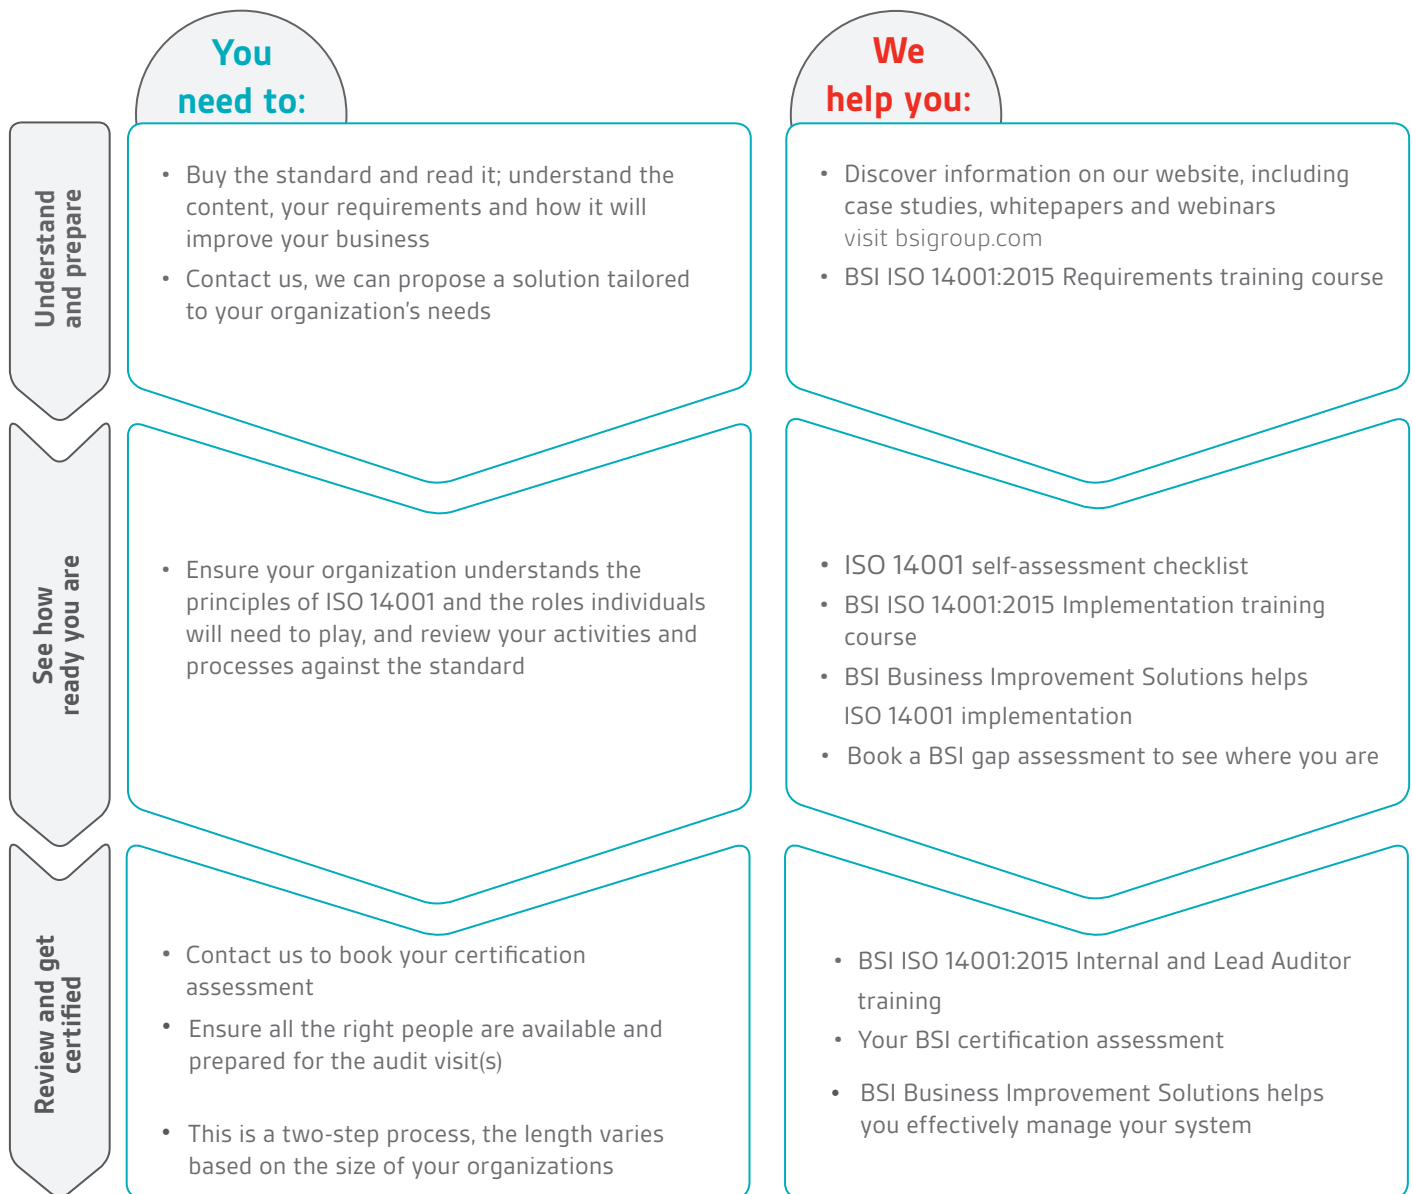 You
need to:
We
help you:
Understand
and prepare
• Buy the standard and read it; understand the
content, your requirements and how it will
improve your business
• Contact us, we can propose a solution tailored
to your organization's needs
• Discover information on our website, including
case studies, whitepapers and webinars
visit bsigroup.com
• BSI ISO 14001:2015 Requirements training course
See how
ready you are
• Ensure your organization understands the
principles of ISO 14001 and the roles individuals
will need to play, and review your activities and
processes against the standard
• ISO 14001 self-assessment checklist
• BSI ISO 14001:2015 Implementation training
course
• BSI Business Improvement Solutions helps
ISO 14001 implementation
• Book a BSI gap assessment to see where you are
Review and get
certified
• Contact us to book your certification
assessment
• Ensure all the right people are available and
prepared for the audit visit(s)
• This is a two-step process, the length varies
based on the size of your organizations
• BSI ISO 14001:2015 Internal and Lead Auditor
training
• Your BSI certification assessment
• BSI Business Improvement Solutions helps
you effectively manage your system